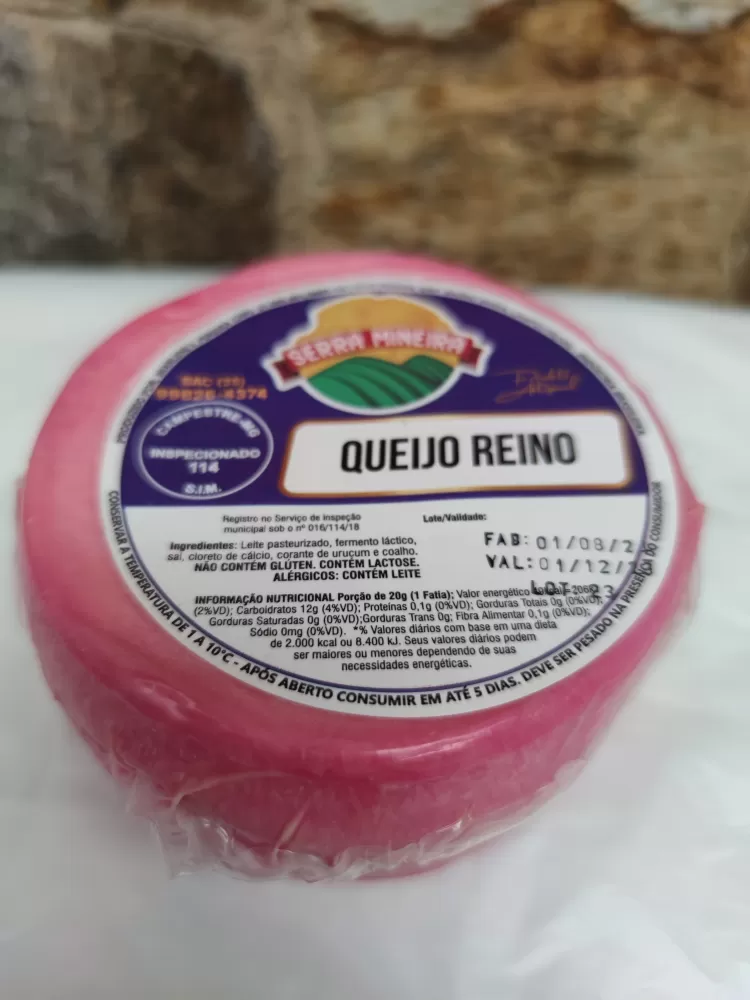 SERRA MINEIRA
SAC (35)
CAMPESTRE-MG
INSPECIONADO
114
S.I.M.
QUEIJO REINO
Registro no Serviço de Inspeção
municipal sob o nº 016/114/18
Lote/Validade:
FAB: 01/08/2
VAL: 01/12/2
LOT 23
Ingredientes: Leite pasteurizado, fermento láctico,
sal, cloreto de cálcio, corante de uruçum e coalho.
NÃO CONTÉM GLÚTEN. CONTÉM LACTOSE.
ALÉRGICOS: CONTÉM LEITE
INFORMAÇÃO NUTRICIONAL Porção de 20g (1 Fatia); Valor energético
(2%VD); Carboidratos 12g (4%VD); Proteínas 0,1g (0%VD); Gorduras Totais 0g (0%VD);
Gorduras Saturadas 0g (0%VD);Gorduras Trans 0g; Fibra Alimentar 0,1g (0%VD);
Sódio 0mg (0%VD). *% Valores diários com base em uma dieta
de 2.000 kcal ou 8.400 kJ. Seus valores diários podem
ser maiores ou menores dependendo de suas
necessidades energéticas.
CONSERVAR A TEMPERATURA DE 1 A 10°C - APÓS ABERTO CONSUMIR EM ATÉ 5 DIAS. DEVE SER PESADO NA PRESENÇA DO CONSUMIDOR